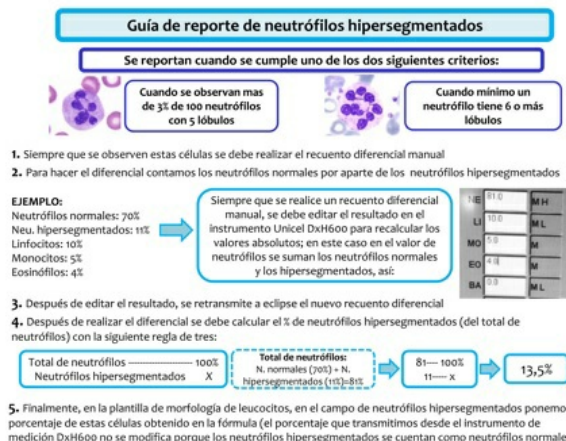 Guía de reporte de neutrófilos hipersegmentados
Se reportan cuando se cumple uno de los dos siguientes criterios:
Cuando se observan mas
de 3% de 100 neutrófilos
con 5 lóbulos
Cuando mínimo un
neutrófilo tiene 6 o más
lóbulos
1. Siempre que se observen estas células se debe realizar el recuento diferencial manual
2. Para hacer el diferencial contamos los neutrófilos normales por aparte de los neutrófilos hipersegmentados
EJEMPLO:
Neutrófilos normales: 70%
Neu. hipersegmentados: 11%
Linfocitos: 10%
Monocitos: 5%
Eosinófilos: 4%
Siempre que se realice un recuento diferencial
manual, se debe editar el resultado en el
instrumento Unicel DxH600 para recalcular los
valores absolutos; en este caso en el valor de
neutrófilos se suman los neutrófilos normales
y los hipersegmentados, así:
NE 81.0 M H
LI 10.0 M L
MO 5.0 M
EO 4.0 M
BA 0.0 M L
3. Después de editar el resultado, se retransmite a eclipse el nuevo recuento diferencial
4. Después de realizar el diferencial se debe calcular el % de neutrófilos hipersegmentados (del total de
neutrófilos) con la siguiente regla de tres:
Total de neutrófilos ———— 100%
Neutrófilos hipersegmentados X
Total de neutrófilos:
N. normales (70%) + N.
hipersegmentados (11%)=81%
81— 100%
11— x
13,5%
5. Finalmente, en la plantilla de morfología de leucocitos, en el campo de neutrófilos hipersegmentados ponemo
porcentaje de estas células obtenido en la fórmula (el porcentaje que transmitimos desde el instrumento de
medición DxH600 no se modifica porque los neutrófilos hipersegmentados se cuentan como neutrófilos normale